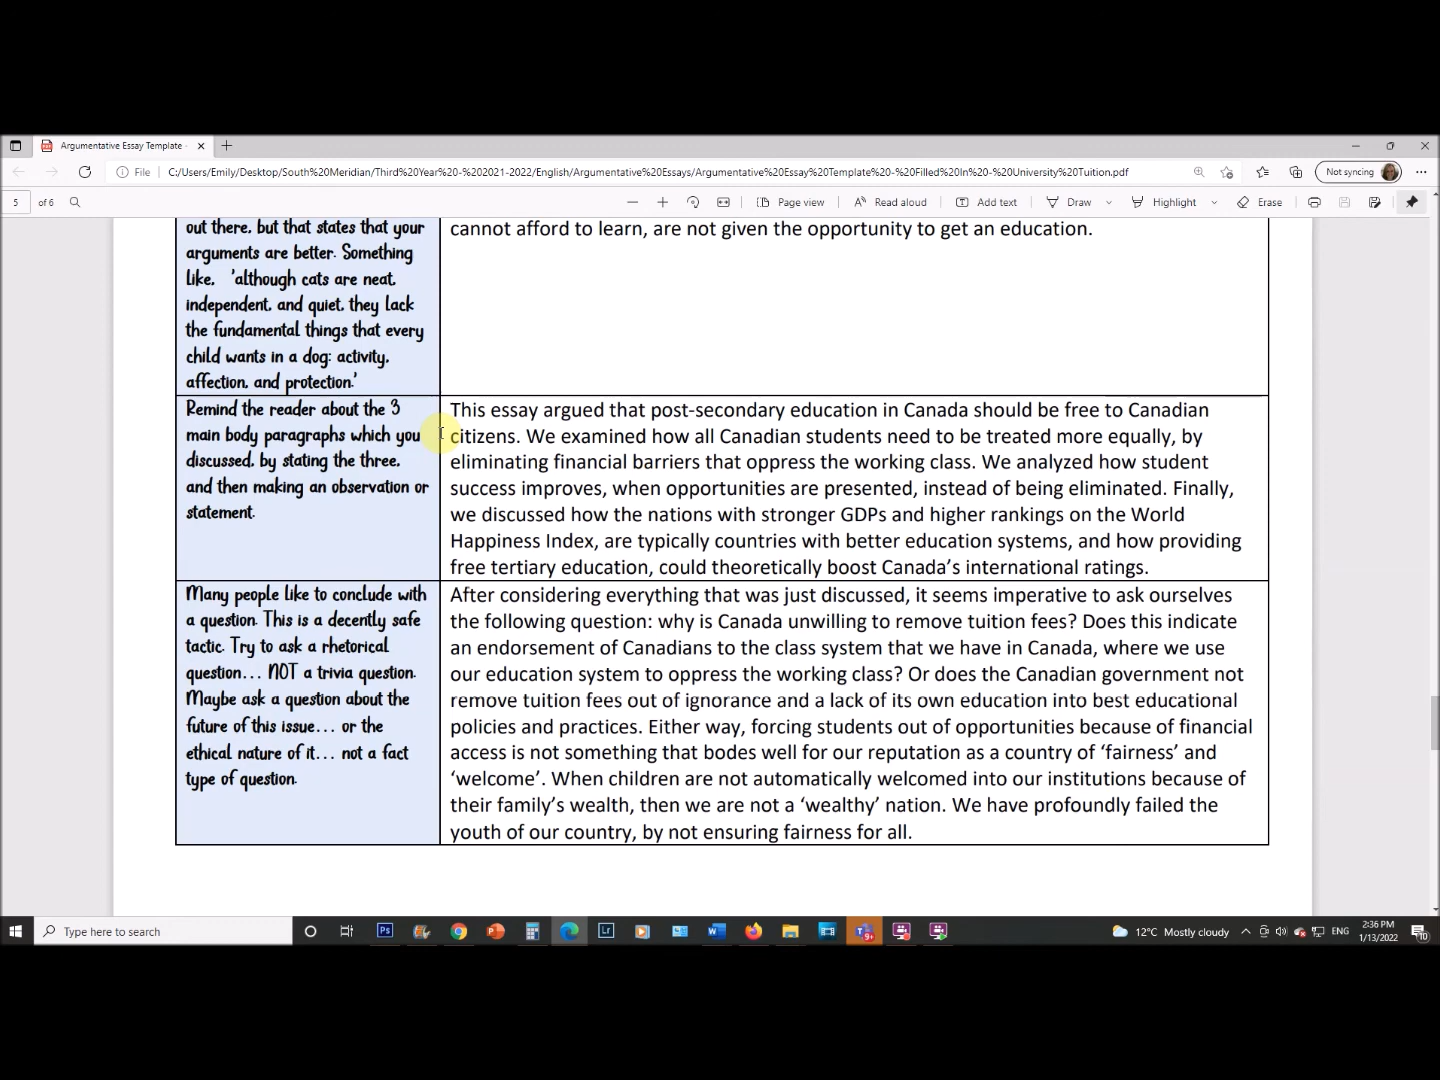 Argumentative Essay Template -
File
C:/Users/Emily/Desktop/South%20Meridian/Third%20Year%20-%202021-2022/English/Argumentative%20Essays/Argumentative%20Essay%20Template%20-%20Filled%20In%20-%20University%20Tuition.pdf
Not syncing
5 of 6
Page view
Read aloud
Add text
Draw
Highlight
Erase
out there, but that states that your
arguments are better. Something
like, 'although cats are neat,
independent, and quiet, they lack
the fundamental things that every
child wants in a dog: activity,
affection, and protection.'
cannot afford to learn, are not given the opportunity to get an education.
Remind the reader about the 3
main body paragraphs which you
discussed, by stating the three,
and then making an observation or
statement.
This essay argued that post-secondary education in Canada should be free to Canadian
citizens. We examined how all Canadian students need to be treated more equally, by
eliminating financial barriers that oppress the working class. We analyzed how student
success improves, when opportunities are presented, instead of being eliminated. Finally,
we discussed how the nations with stronger GDPs and higher rankings on the World
Happiness Index, are typically countries with better education systems, and how providing
free tertiary education, could theoretically boost Canada's international ratings.
Many people like to conclude with
a question. This is a decently safe
tactic. Try to ask a rhetorical
question... NOT a trivia question.
Maybe ask a question about the
future of this issue... or the
ethical nature of it... not a fact
type of question.
After considering everything that was just discussed, it seems imperative to ask ourselves
the following question: why is Canada unwilling to remove tuition fees? Does this indicate
an endorsement of Canadians to the class system that we have in Canada, where we use
our education system to oppress the working class? Or does the Canadian government not
remove tuition fees out of ignorance and a lack of its own education into best educational
policies and practices. Either way, forcing students out of opportunities because of financial
access is not something that bodes well for our reputation as a country of 'fairness' and
'welcome'. When children are not automatically welcomed into our institutions because of
their family's wealth, then we are not a 'wealthy' nation. We have profoundly failed the
youth of our country, by not ensuring fairness for all.
Type here to search
Ps
Lr
9+
12°C Mostly cloudy
ENG
2:36 PM
1/13/2022
10